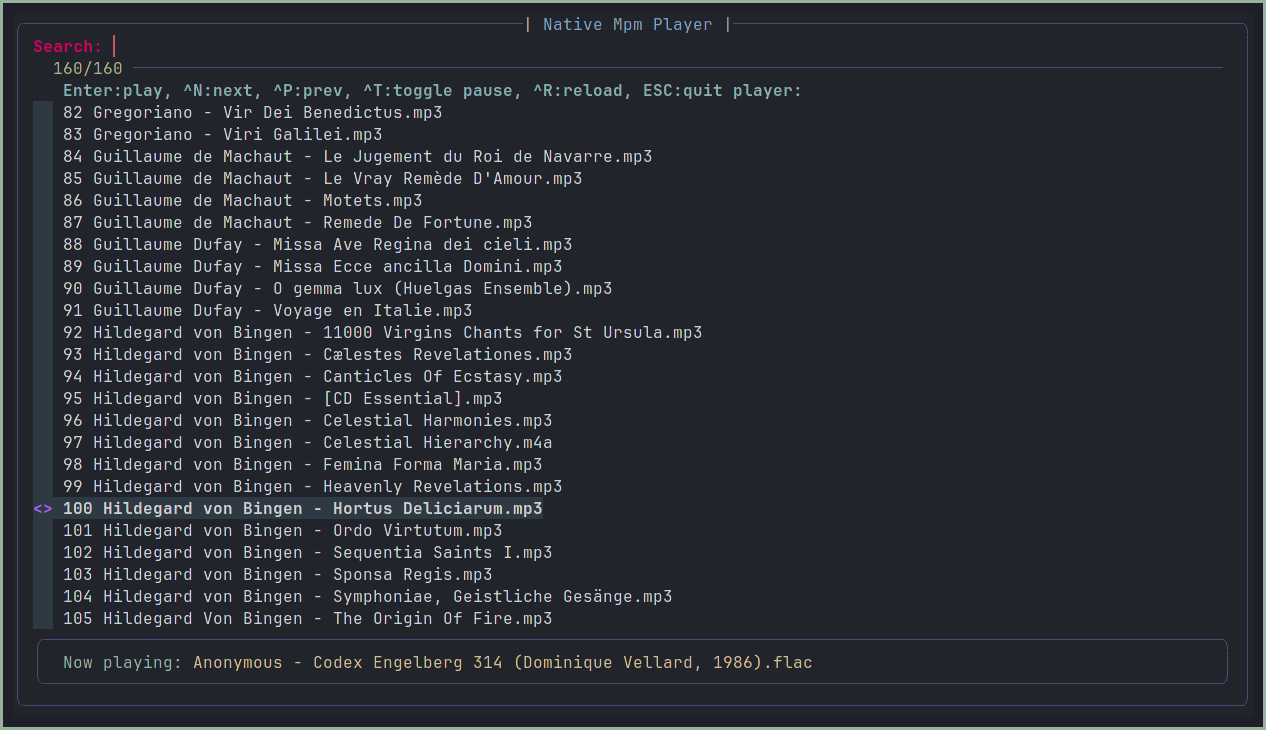 | Native Mpm Player |
Search:
160/160
Enter:play, ^N:next, ^P:prev, ^T:toggle pause, ^R:reload, ESC:quit player:
82 Gregoriano - Vir Dei Benedictus.mp3
83 Gregoriano - Viri Galilei.mp3
84 Guillaume de Machaut - Le Jugement du Roi de Navarre.mp3
85 Guillaume de Machaut - Le Vray Remède D'Amour.mp3
86 Guillaume de Machaut - Motets.mp3
87 Guillaume de Machaut - Remede De Fortune.mp3
88 Guillaume Dufay - Missa Ave Regina dei cieli.mp3
89 Guillaume Dufay - Missa Ecce ancilla Domini.mp3
90 Guillaume Dufay - O gemma lux (Huelgas Ensemble).mp3
91 Guillaume Dufay - Voyage en Italie.mp3
92 Hildegard von Bingen - 11000 Virgins Chants for St Ursula.mp3
93 Hildegard von Bingen - Cælestes Revelationes.mp3
94 Hildegard von Bingen - Canticles Of Ecstasy.mp3
95 Hildegard von Bingen - [CD Essential].mp3
96 Hildegard von Bingen - Celestial Harmonies.mp3
97 Hildegard von Bingen - Celestial Hierarchy.m4a
98 Hildegard von Bingen - Femina Forma Maria.mp3
99 Hildegard von Bingen - Heavenly Revelations.mp3
<> 100 Hildegard von Bingen - Hortus Deliciarum.mp3
101 Hildegard von Bingen - Ordo Virtutum.mp3
102 Hildegard von Bingen - Sequentia Saints I.mp3
103 Hildegard von Bingen - Sponsa Regis.mp3
104 Hildegard von Bingen - Symphoniae, Geistliche Gesänge.mp3
105 Hildegard Von Bingen - The Origin Of Fire.mp3
Now playing: Anonymous - Codex Engelberg 314 (Dominique Vellard, 1986).flac